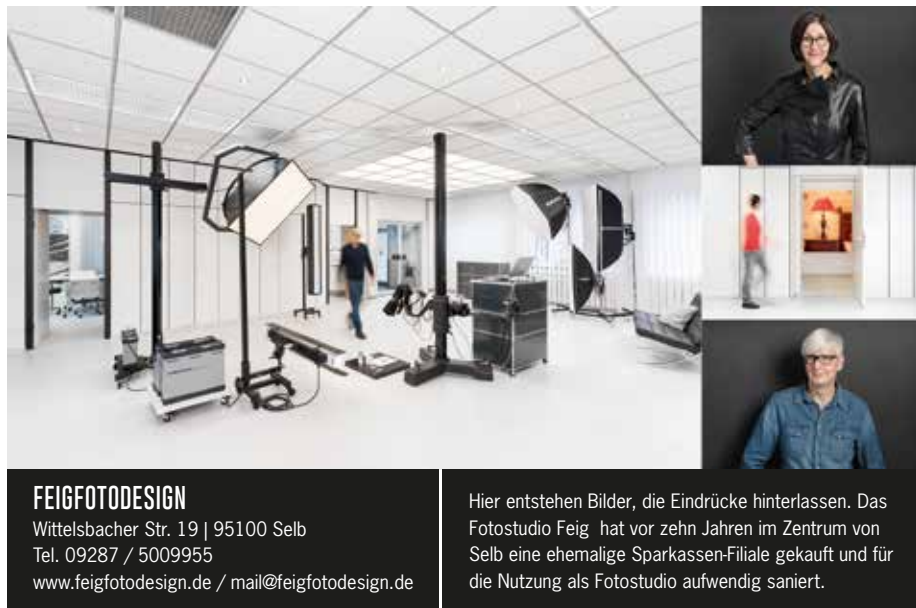 FEIGFOTODESIGN
Wittelsbacher Str. 19 | 95100 Selb
Tel. 09287 / 5009955
www.feigfotodesign.de / mail@feigfotodesign.de
Hier entstehen Bilder, die Eindrücke hinterlassen. Das
Fotostudio Feig hat vor zehn Jahren im Zentrum von
Selb eine ehemalige Sparkassen-Filiale gekauft und für
die Nutzung als Fotostudio aufwendig saniert.